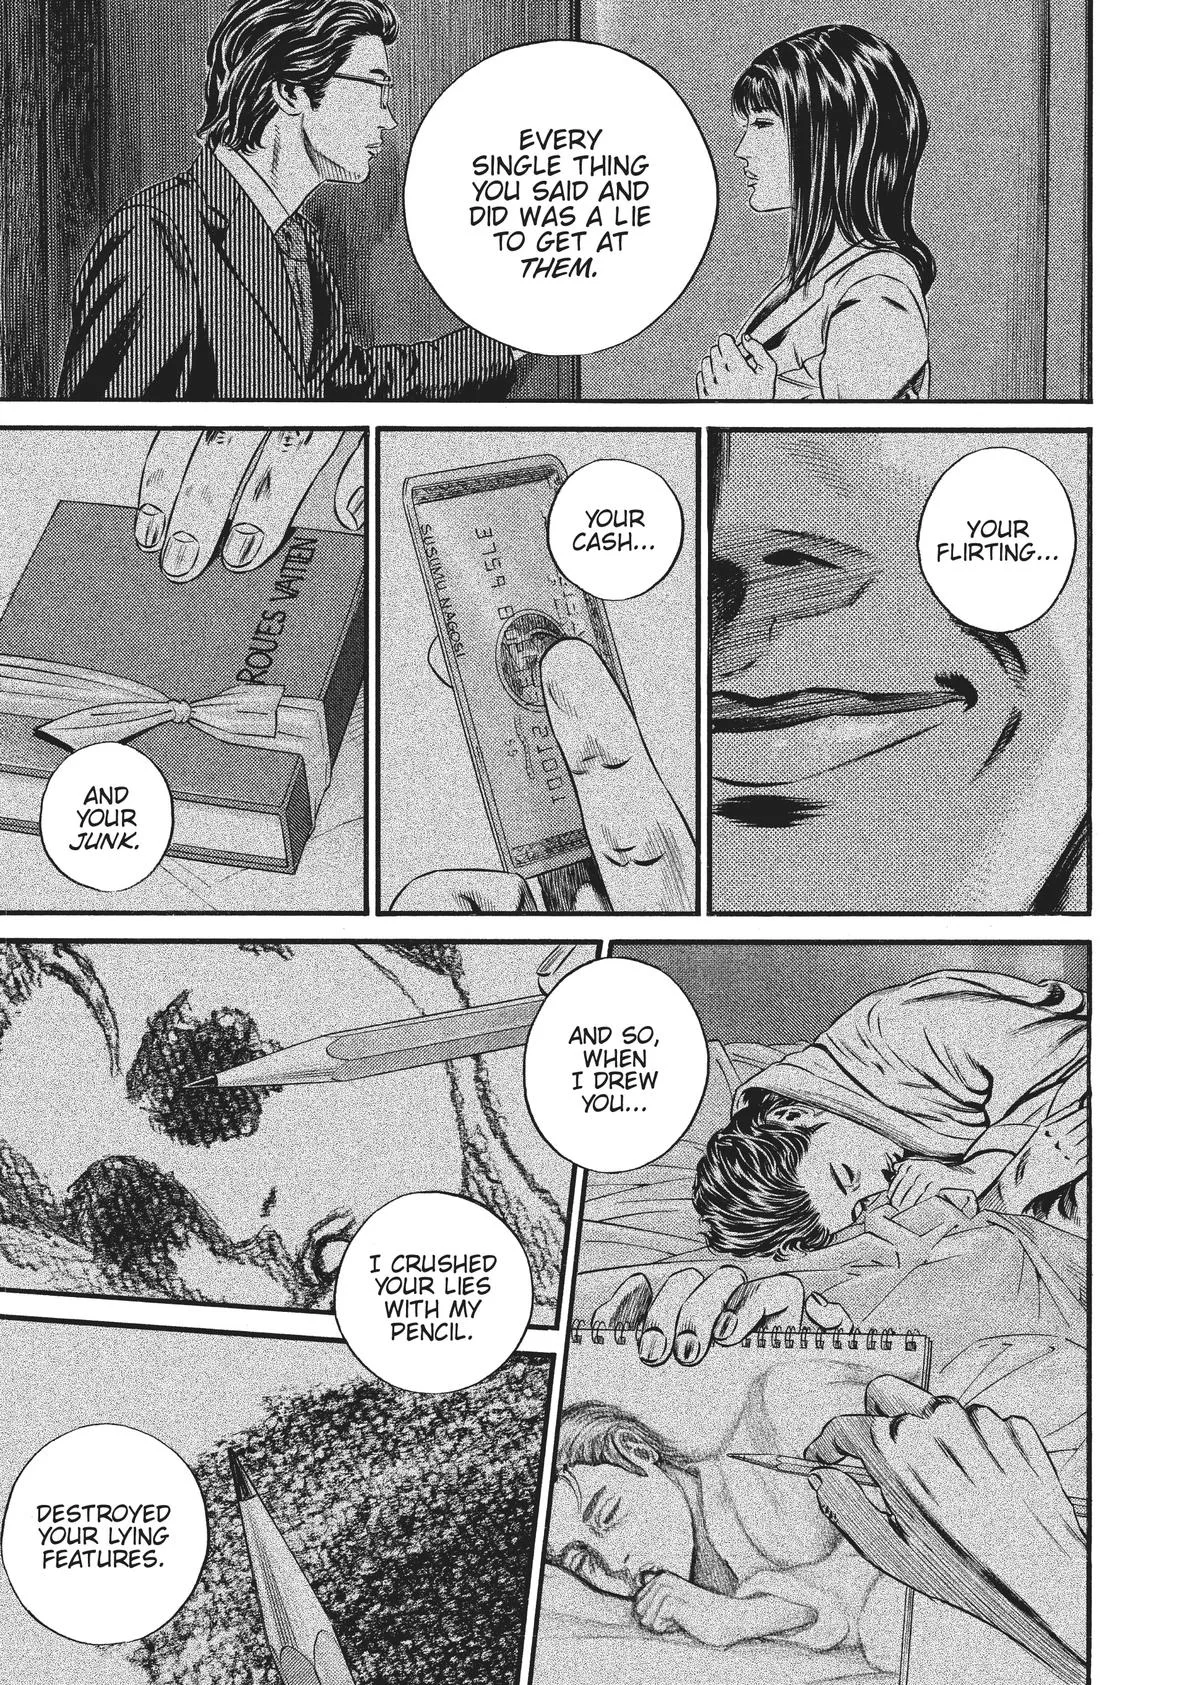 EVERY
SINGLE THING
YOU SAID AND
DID WAS A LIE
TO GET AT
THEM.
YOUR
FLIRTING...
YOUR
CASH...
SUSUMU NAGOSI
AND
YOUR
JUNK.
ROUES VAITIEN
AND SO,
WHEN
I DREW
YOU...
I CRUSHED
YOUR LIES
WITH MY
PENCIL.
DESTROYED
YOUR LYING
FEATURES.